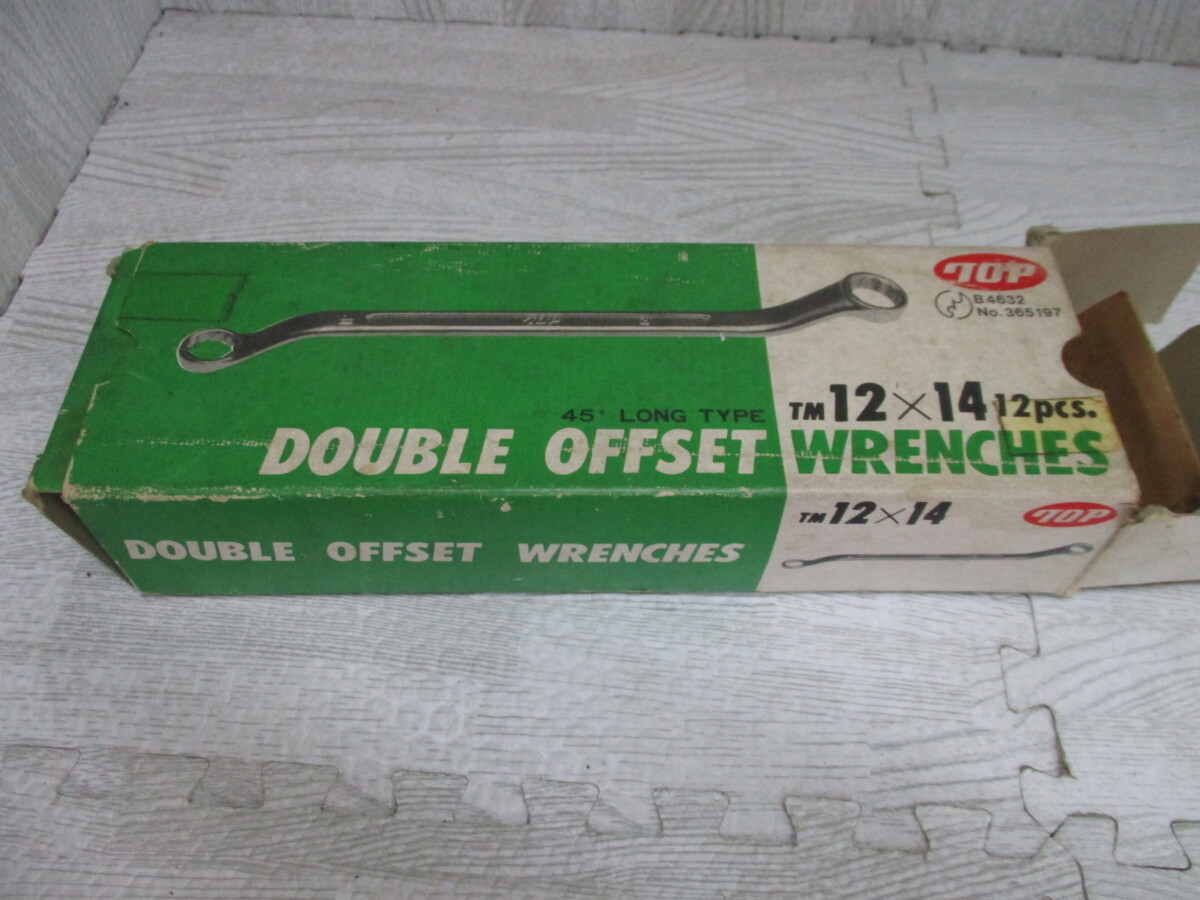 TOP
B4632
No.365197
TM 12×14 12pcs.
45° LONG TYPE
DOUBLE OFFSET WRENCHES
TM 12×14
TOP
DOUBLE OFFSET WRENCHES